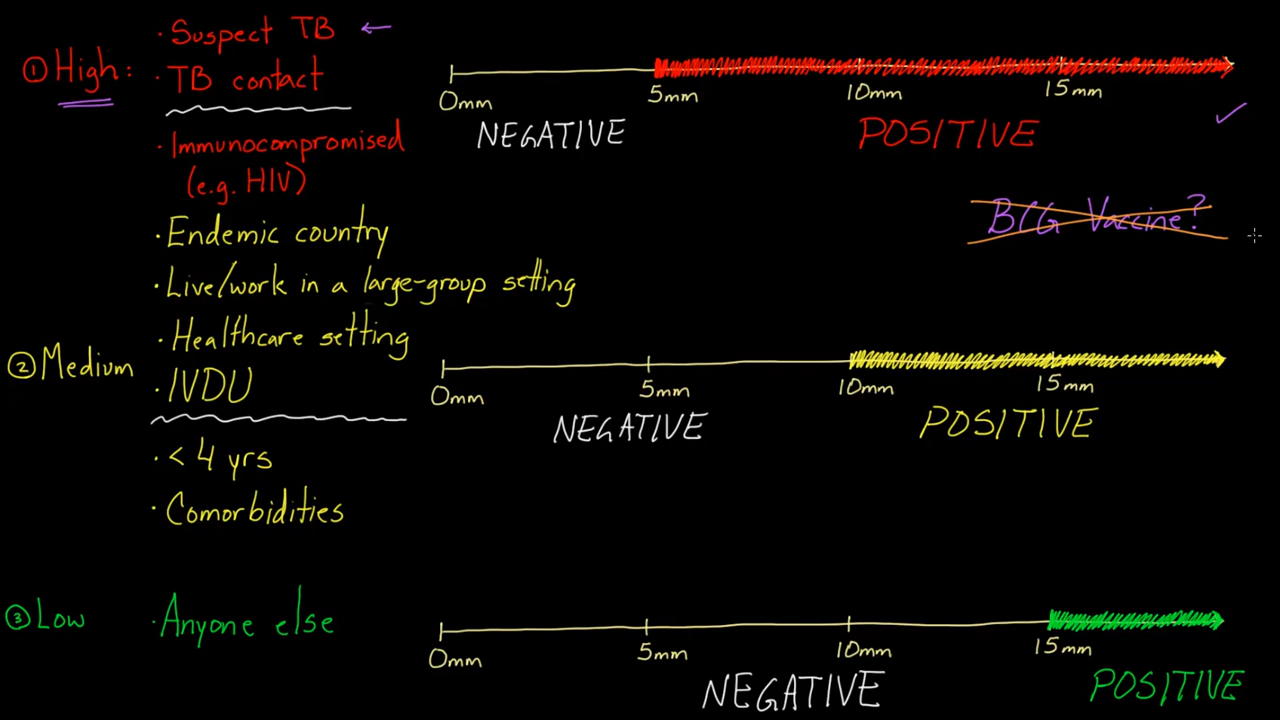 ① High:
· Suspect TB ←
· TB contact
· Immunocompromised
(e.g. HIV)
0mm 5mm 10mm 15mm
NEGATIVE POSITIVE
BCG Vaccine?
② Medium
· Endemic country
· Live/work in a large-group setting
· Healthcare setting
· IVDU
· < 4 yrs
· Comorbidities
0mm 5mm 10mm 15mm
NEGATIVE POSITIVE
③ Low
· Anyone else
0mm 5mm 10mm 15mm
NEGATIVE POSITIVE